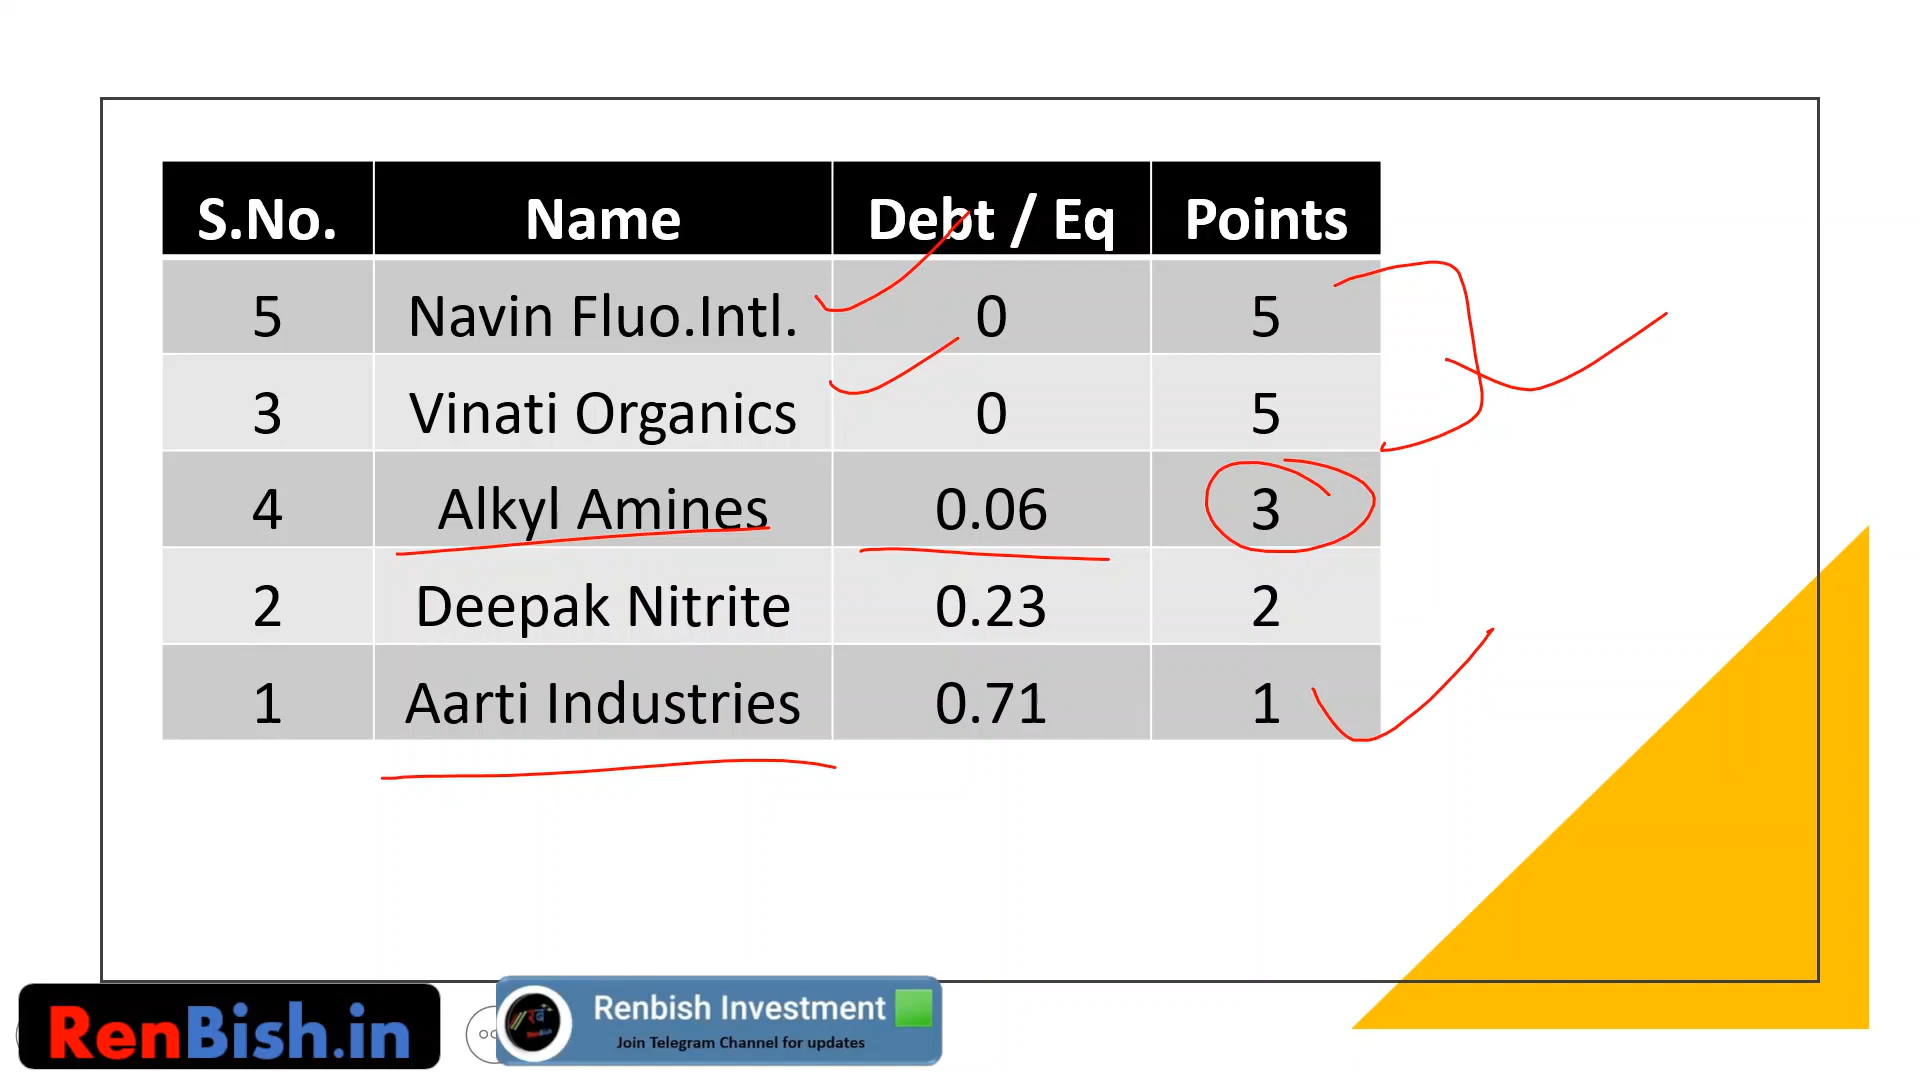 S.No. Name Debt / Eq Points
5 Navin Fluo.Intl. 0 5
3 Vinati Organics 0 5
4 Alkyl Amines 0.06 3
2 Deepak Nitrite 0.23 2
1 Aarti Industries 0.71 1
RenBish.in
Renbish Investment
Join Telegram Channel for updates